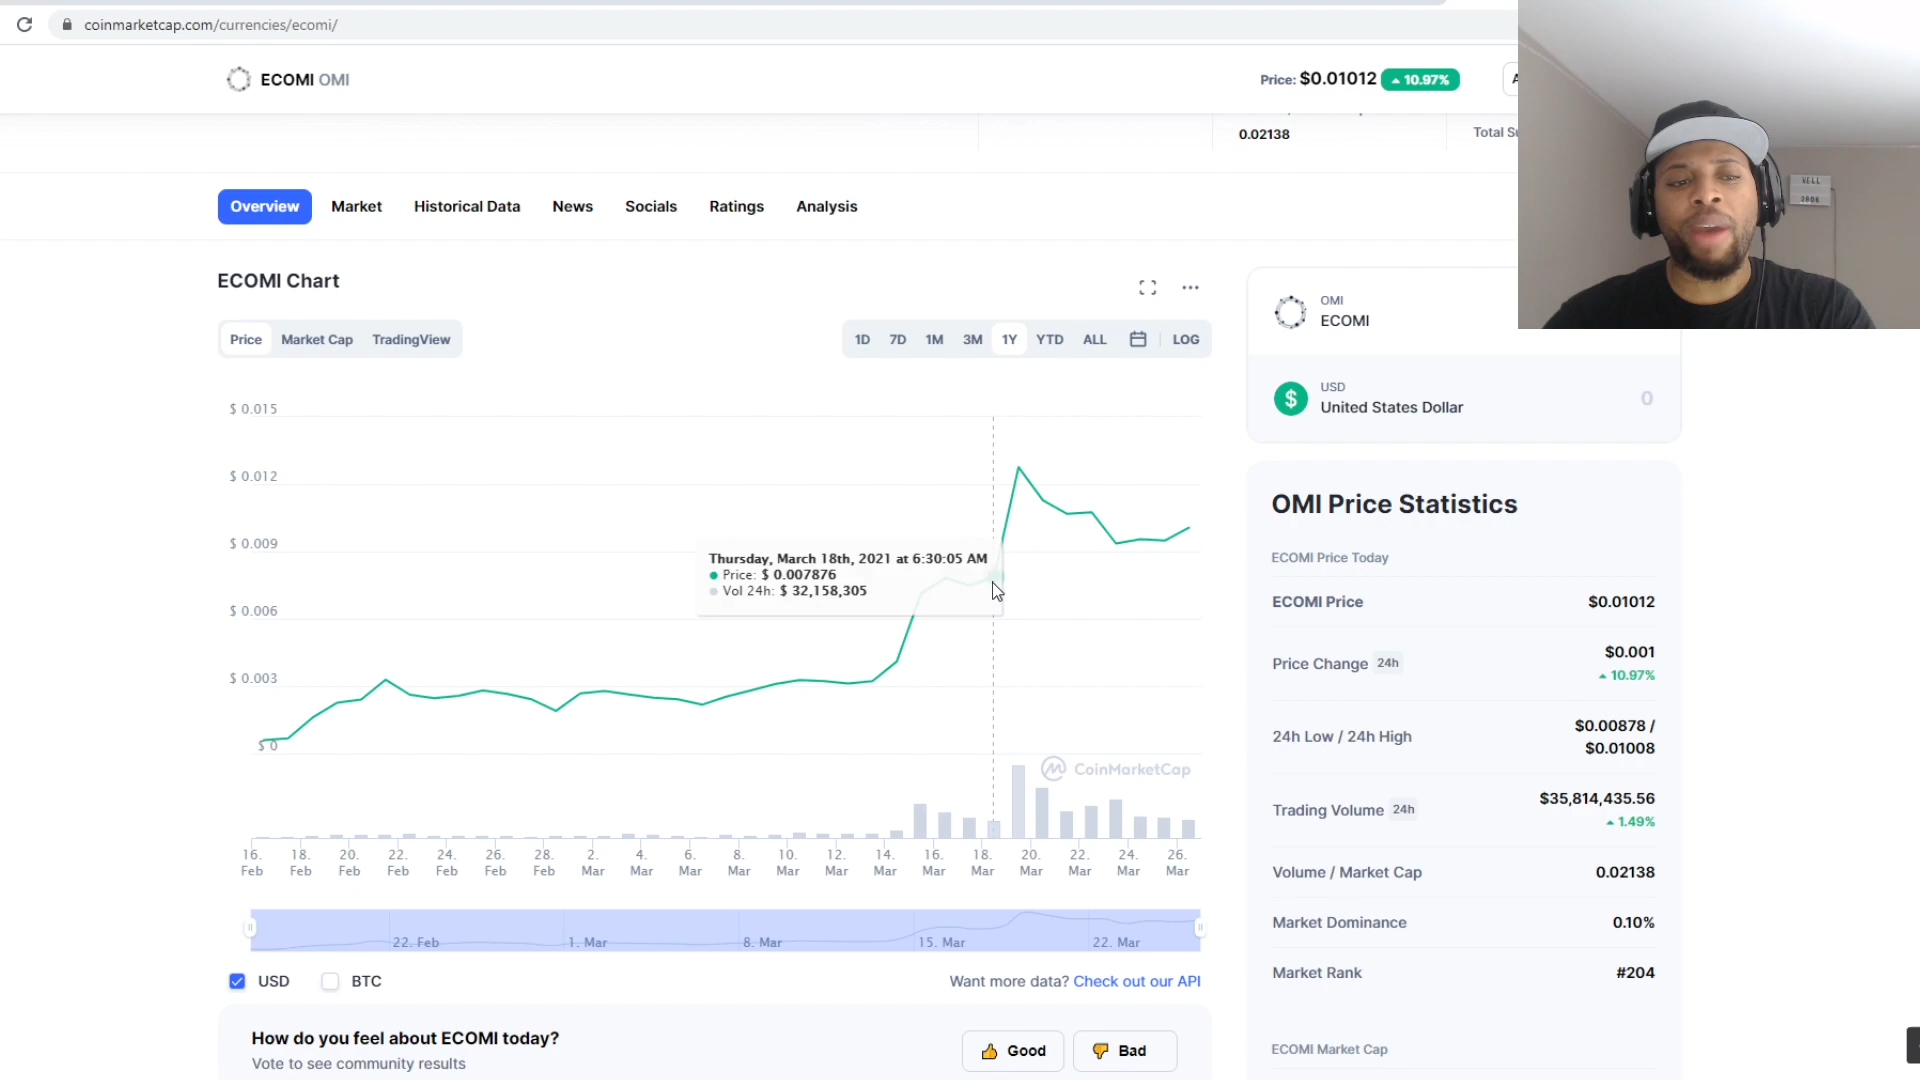 coinmarketcap.com/currencies/ecomi/
ECOMI OMI
Price: $0.01012 10.97%
0.02138
Overview
Market
Historical Data
News
Socials
Ratings
Analysis
VELL
2806
ECOMI Chart
Price
Market Cap
TradingView
1D
7D
1M
3M
1Y
YTD
ALL
LOG
$ 0.015
$ 0.012
$ 0.009
$ 0.006
$ 0.003
$ 0
Thursday, March 18th, 2021 at 6:30:05 AM
Price: $ 0.007876
Vol 24h: $ 32,158,305
CoinMarketCap
16. Feb
18. Feb
20. Feb
22. Feb
24. Feb
26. Feb
28. Feb
2. Mar
4. Mar
6. Mar
8. Mar
10. Mar
12. Mar
14. Mar
16. Mar
18. Mar
20. Mar
22. Mar
24. Mar
26. Mar
22. Feb
1. Mar
8. Mar
15. Mar
22. Mar
USD
BTC
Want more data? Check out our API
How do you feel about ECOMI today?
Vote to see community results
Good
Bad
OMI
ECOMI
USD
United States Dollar
0
OMI Price Statistics
ECOMI Price Today
ECOMI Price
$0.01012
Price Change 24h
$0.001
10.97%
24h Low / 24h High
$0.00878 /
$0.01008
Trading Volume 24h
$35,814,435.56
1.49%
Volume / Market Cap
0.02138
Market Dominance
0.10%
Market Rank
#204
ECOMI Market Cap